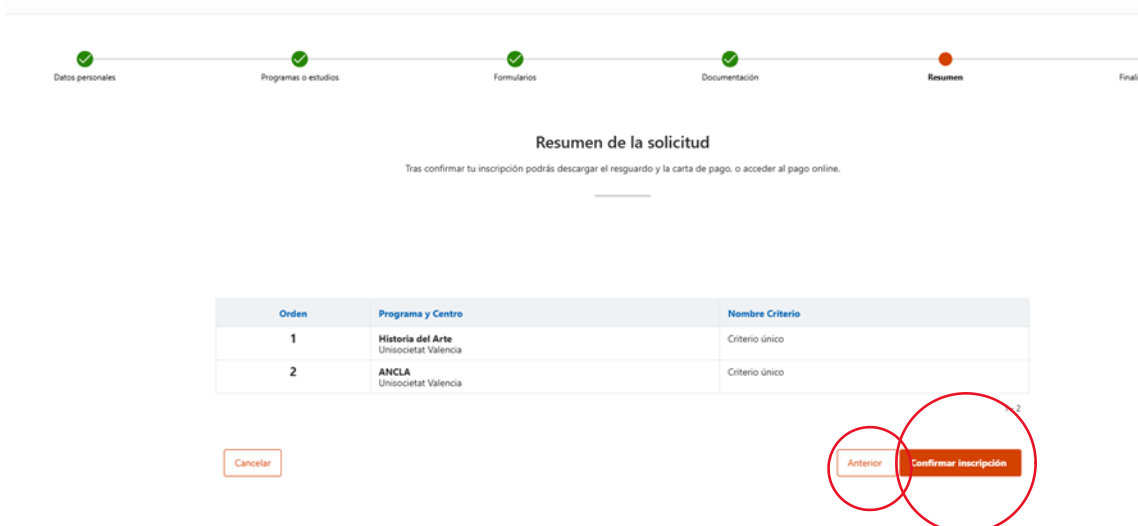 Datos personales
Programas o estudios
Formularios
Documentación
Resumen
Resumen de la solicitud
Tras confirmar tu inscripción podrás descargar el resguardo y la carta de pago, o acceder al pago online.
Orden Programa y Centro Nombre Criterio
1 Historia del Arte Criterio único
Unisocietat Valencia
2 ANCLA Criterio único
Unisocietat Valencia
Cancelar Anterior Confirmar inscripción